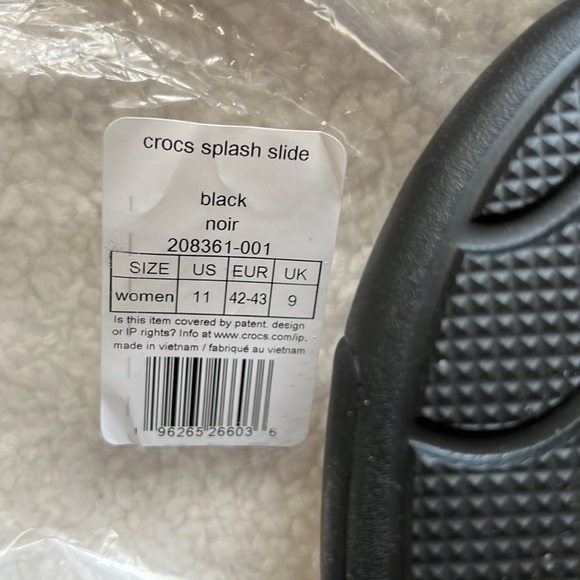 crocs splash slide
black
noir
208361-001
SIZE US EUR UK
women 11 42-43 9
Is this item covered by patent, design
or IP rights? Info at www.crocs.com/ip.
made in vietnam / fabriqué au vietnam
1 96265 26603 6